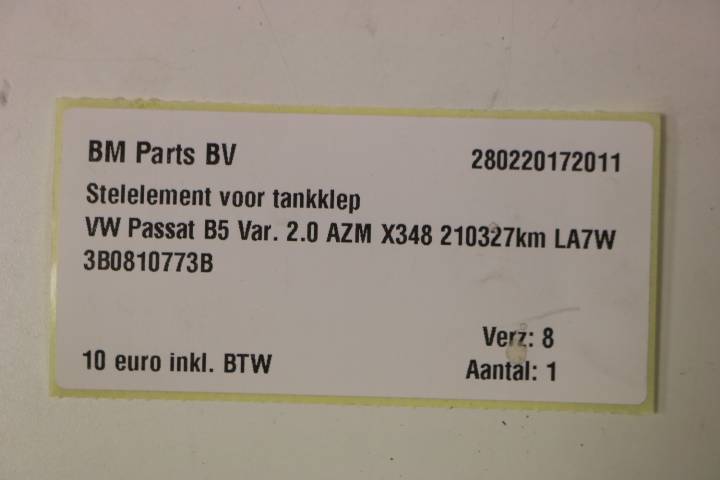 BM Parts BV 280220172011
Stelelement voor tankklep
VW Passat B5 Var. 2.0 AZM X348 210327km LA7W
3B0810773B
Verz: 8
10 euro inkl. BTW Aantal: 1